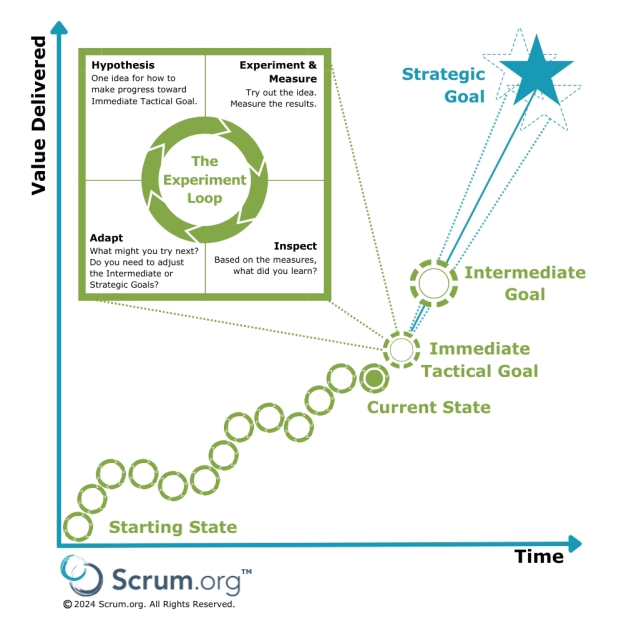 Value Delivered
Hypothesis
One idea for how to
make progress toward
Immediate Tactical Goal.
Experiment &
Measure
Try out the idea.
Measure the results.
The
Experiment
Loop
Adapt
What might you try next?
Do you need to adjust
the Intermediate or
Strategic Goals?
Inspect
Based on the measures,
what did you learn?
Strategic
Goal
Intermediate
Goal
Immediate
Tactical Goal
Current State
Starting State
Time
Scrum.org™
© 2024 Scrum.org. All Rights Reserved.